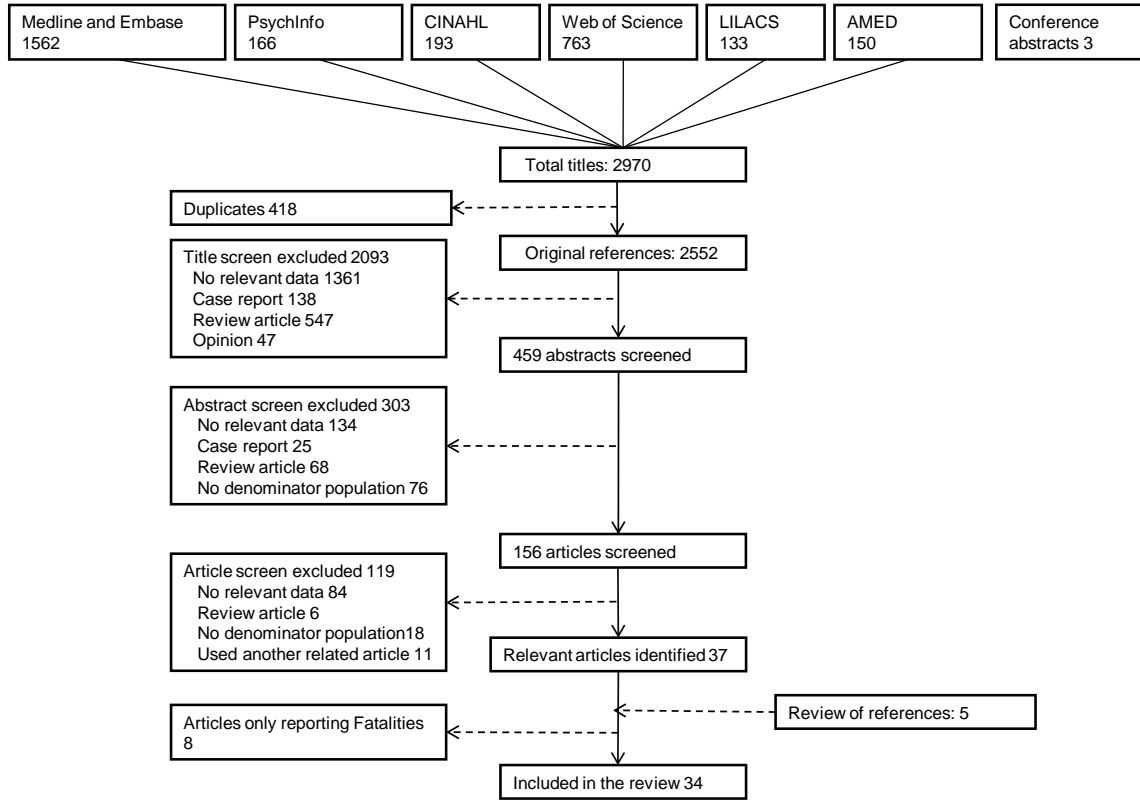 Medline and Embase
1562
PsychInfo
166
CINAHL
193
Web of Science
763
LILACS
133
AMED
150
Conference
abstracts 3
Total titles: 2970
Duplicates 418
Original references: 2552
Title screen excluded 2093
No relevant data 1361
Case report 138
Review article 547
Opinion 47
459 abstracts screened
Abstract screen excluded 303
No relevant data 134
Case report 25
Review article 68
No denominator population 76
156 articles screened
Article screen excluded 119
No relevant data 84
Review article 6
No denominator population18
Used another related article 11
Relevant articles identified 37
Review of references: 5
Articles only reporting Fatalities
8
Included in the review 34